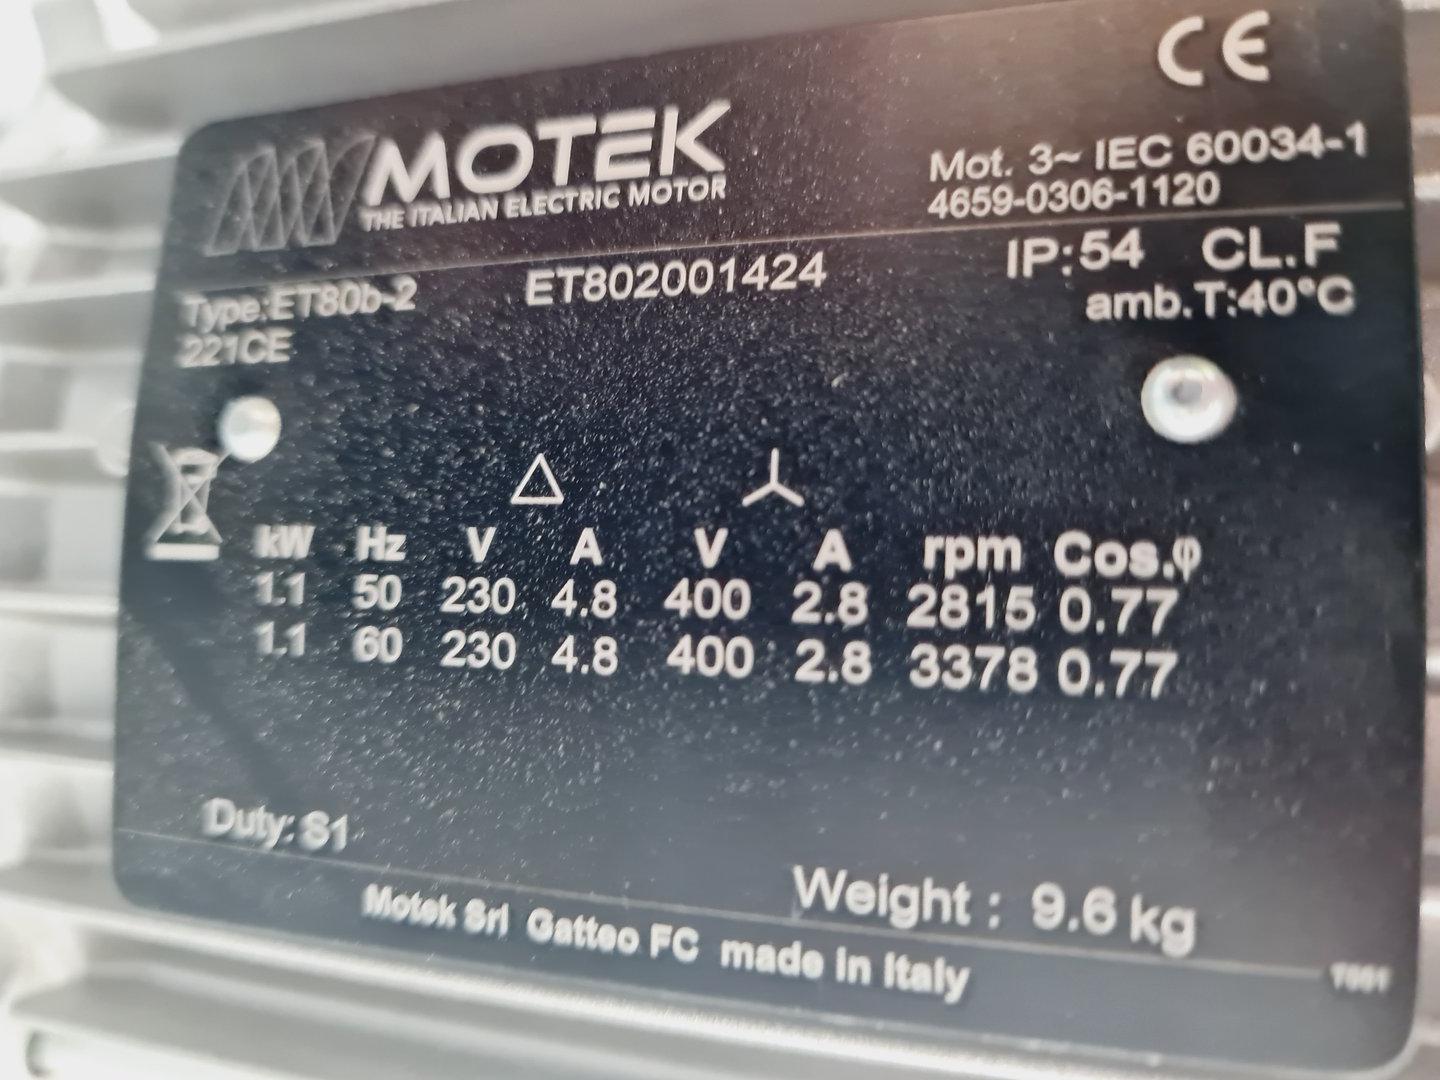 CE
MOTEK
THE ITALIAN ELECTRIC MOTOR
Mot. 3~ IEC 60034-1
4659-0306-1120
IP:54 CL.F
amb.T:40°C
Type:ET80b-2 ET802001424
221CE
△
kW Hz V A V A rpm Cos.φ
1.1 50 230 4.8 400 2.8 2815 0.77
1.1 60 230 4.8 400 2.8 3378 0.77
Duty: S1
Weight : 9.6 kg
Motek Srl Gatteo FC made in Italy